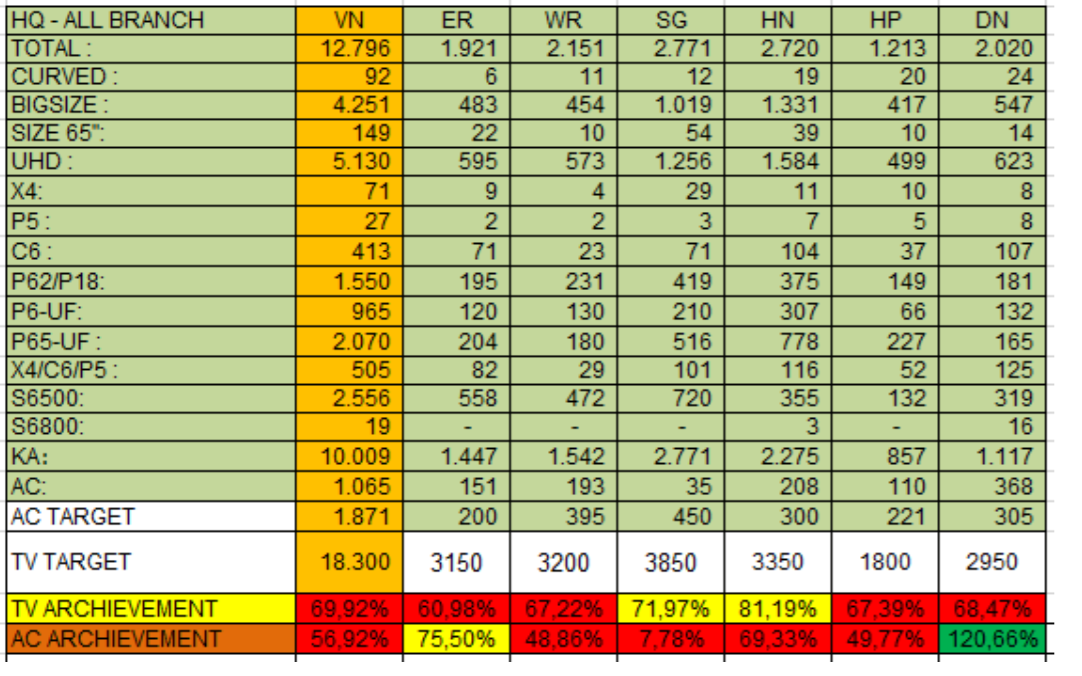 HQ - ALL BRANCH VN ER WR SG HN HP DN
TOTAL : 12.796 1.921 2.151 2.771 2.720 1.213 2.020
CURVED : 92 6 11 12 19 20 24
BIGSIZE : 4.251 483 454 1.019 1.331 417 547
SIZE 65": 149 22 10 54 39 10 14
UHD : 5.130 595 573 1.256 1.584 499 623
X4: 71 9 4 29 11 10 8
P5 : 27 2 2 3 7 5 8
C6 : 413 71 23 71 104 37 107
P62/P18: 1.550 195 231 419 375 149 181
P6-UF: 965 120 130 210 307 66 132
P65-UF : 2.070 204 180 516 778 227 165
X4/C6/P5 : 505 82 29 101 116 52 125
S6500: 2.556 558 472 720 355 132 319
S6800: 19 - - - 3 - 16
KA: 10.009 1.447 1.542 2.771 2.275 857 1.117
AC: 1.065 151 193 35 208 110 368
AC TARGET 1.871 200 395 450 300 221 305
TV TARGET 18.300 3150 3200 3850 3350 1800 2950
TV ARCHIEVEMENT 69,92% 60,98% 67,22% 71,97% 81,19% 67,39% 68,47%
AC ARCHIEVEMENT 56,92% 75,50% 48,86% 7,78% 69,33% 49,77% 120,66%